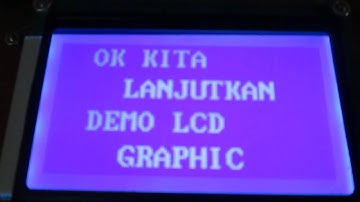 OK KITA
LANJUTKAN
DEMO LCD
GRAPHIC